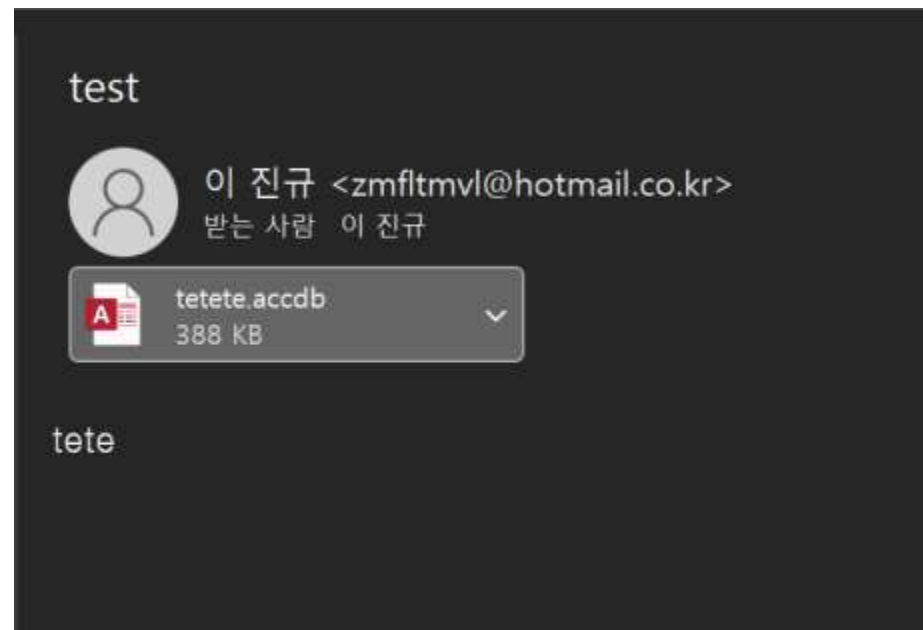 test
이 진규 <zmfltmvl@hotmail.co.kr>
받는 사람 이 진규
A
tetete.accdb
388 KB
tete